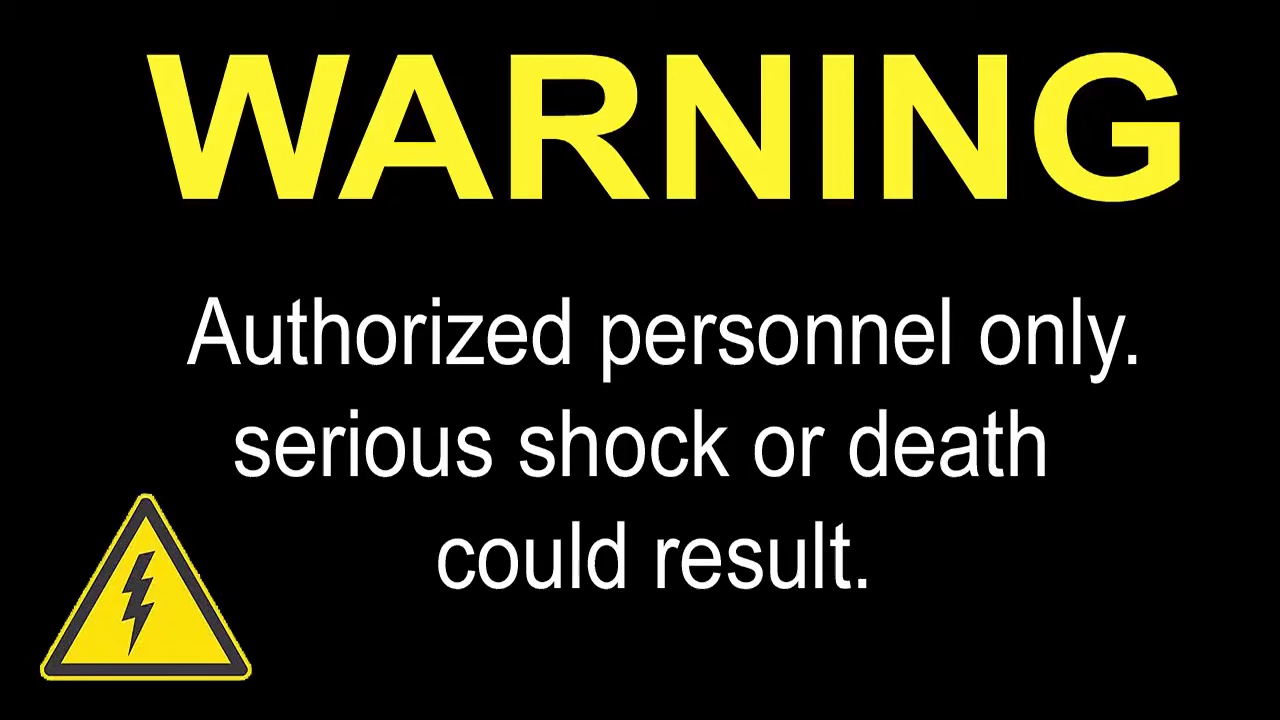 WARNING
Authorized personnel only.
serious shock or death
could result.